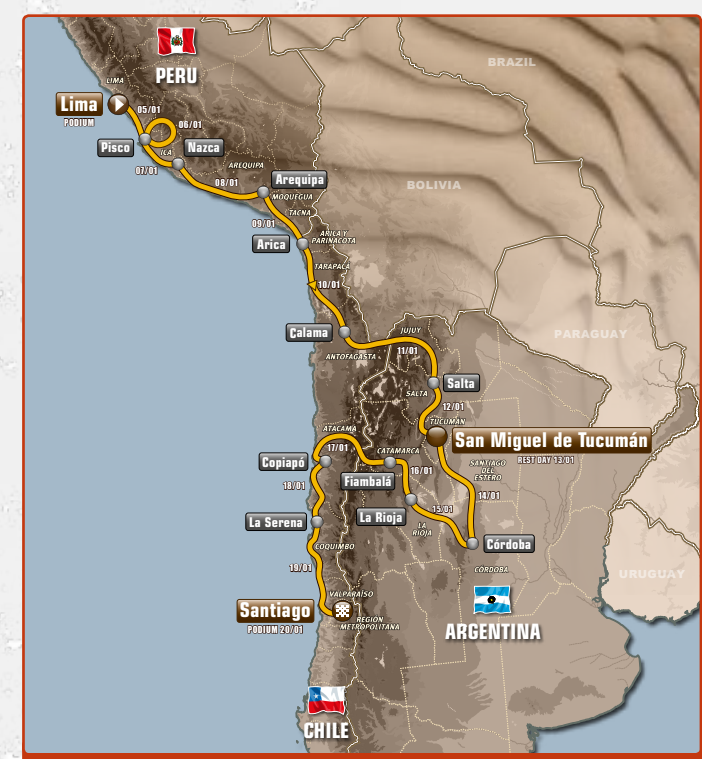 BRAZIL
PERU
LIMA
Lima
PODIUM
05/01
06/01
Pisco
Nazca
ICA
07/01
AREQUIPA
08/01
Arequipa
BOLIVIA
MOQUEGUA
TACNA
09/01
Arica
ARICA Y
PARINACOTA
TARAPACA
10/01
Calama
JUJUY
PARAGUAY
11/01
ANTOFAGASTA
Salta
SALTA
12/01
TUCUMÁN
San Miguel de Tucumán
REST DAY 13/01
ATACAMA
17/01
CATAMARCA
Copiapó
16/01
SANTIAGO
DEL
ESTERO
Fiambalá
18/01
14/01
15/01
La Rioja
La Serena
LA
RIOJA
Córdoba
COQUIMBO
19/01
CÓRDOBA
URUGUAY
VALPARAISO
Santiago
PODIUM 20/01
REGIÓN
METROPOLITANA
ARGENTINA
CHILE